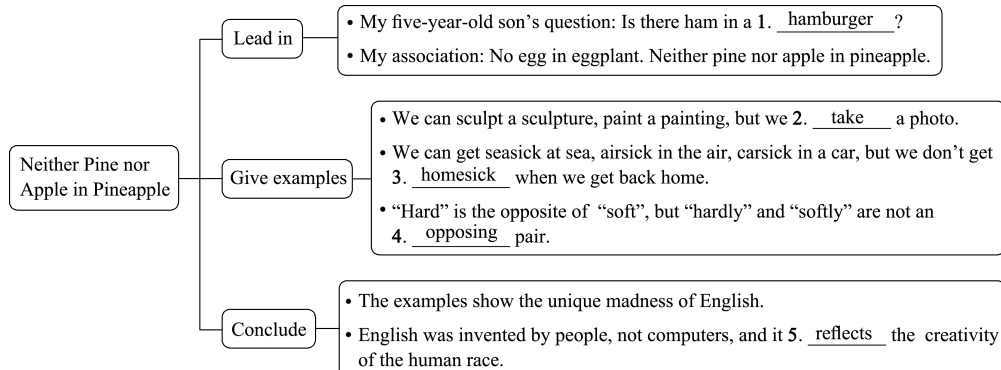 Neither Pine nor
Apple in Pineapple
Lead in
• My five-year-old son's question: Is there ham in a 1. hamburger ?
• My association: No egg in eggplant. Neither pine nor apple in pineapple.
Give examples
• We can sculpt a sculpture, paint a painting, but we 2. take a photo.
• We can get seasick at sea, airsick in the air, carsick in a car, but we don't get
3. homesick when we get back home.
• “Hard” is the opposite of “soft”, but “hardly” and “softly” are not an
4. opposing pair.
Conclude
• The examples show the unique madness of English.
• English was invented by people, not computers, and it 5. reflects the creativity
of the human race.